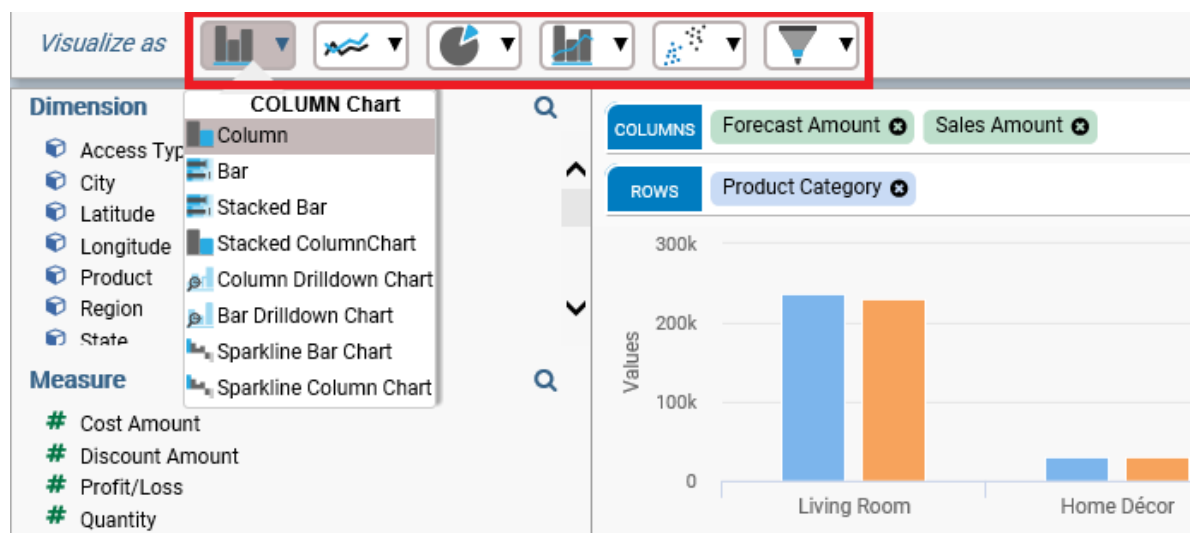 Visualize as
Dimension
Access Typ
City
Latitude
Longitude
Product
Region
State
Measure
Cost Amount
Discount Amount
Profit/Loss
Quantity
COLUMN Chart
Column
Bar
Stacked Bar
Stacked ColumnChart
Column Drilldown Chart
Bar Drilldown Chart
Sparkline Bar Chart
Sparkline Column Chart
COLUMNS Forecast Amount Sales Amount
ROWS Product Category
300k
200k
100k
0
Values
Living Room Home Décor